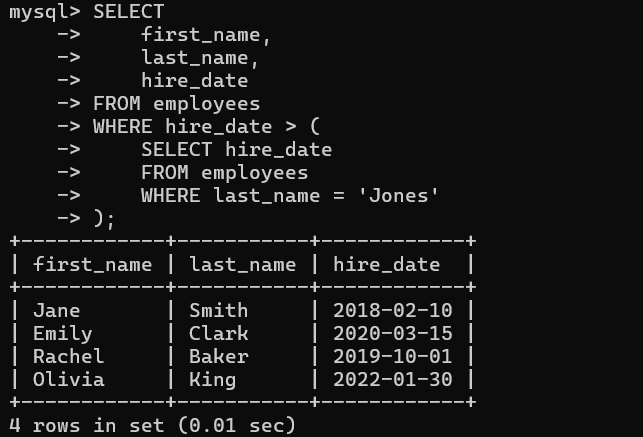 mysql> SELECT
    ->     first_name,
    ->     last_name,
    ->     hire_date
    -> FROM employees
    -> WHERE hire_date > (
    ->     SELECT hire_date
    ->     FROM employees
    ->     WHERE last_name = 'Jones'
    -> );
+------------+-----------+------------+
| first_name | last_name | hire_date  |
+------------+-----------+------------+
| Jane       | Smith     | 2018-02-10 |
| Emily      | Clark     | 2020-03-15 |
| Rachel     | Baker     | 2019-10-01 |
| Olivia     | King      | 2022-01-30 |
+------------+-----------+------------+
4 rows in set (0.01 sec)